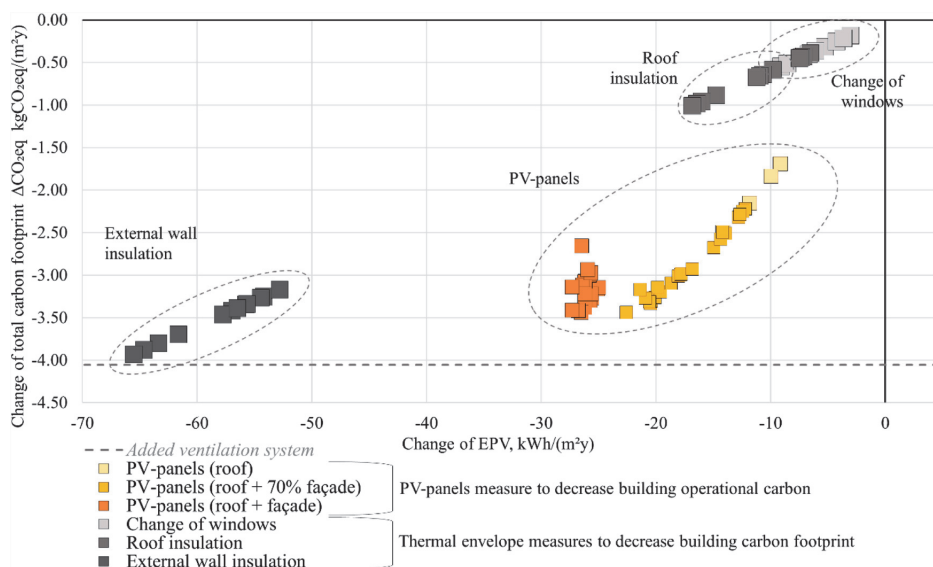 Change of total carbon footprint ΔCO₂eq kgCO₂eq/(m²y)
0.00
-0.50
-1.00
-1.50
-2.00
-2.50
-3.00
-3.50
-4.00
-4.50
Roof
insulation
Change of
windows
PV-panels
External wall
insulation
-70
-60
-50
-40
-30
-20
-10
0
Change of EPV, kWh/(m²y)
Added ventilation system
PV-panels (roof)
PV-panels (roof + 70% façade)
PV-panels (roof + façade)
PV-panels measure to decrease building operational carbon
Change of windows
Roof insulation
External wall insulation
Thermal envelope measures to decrease building carbon footprint